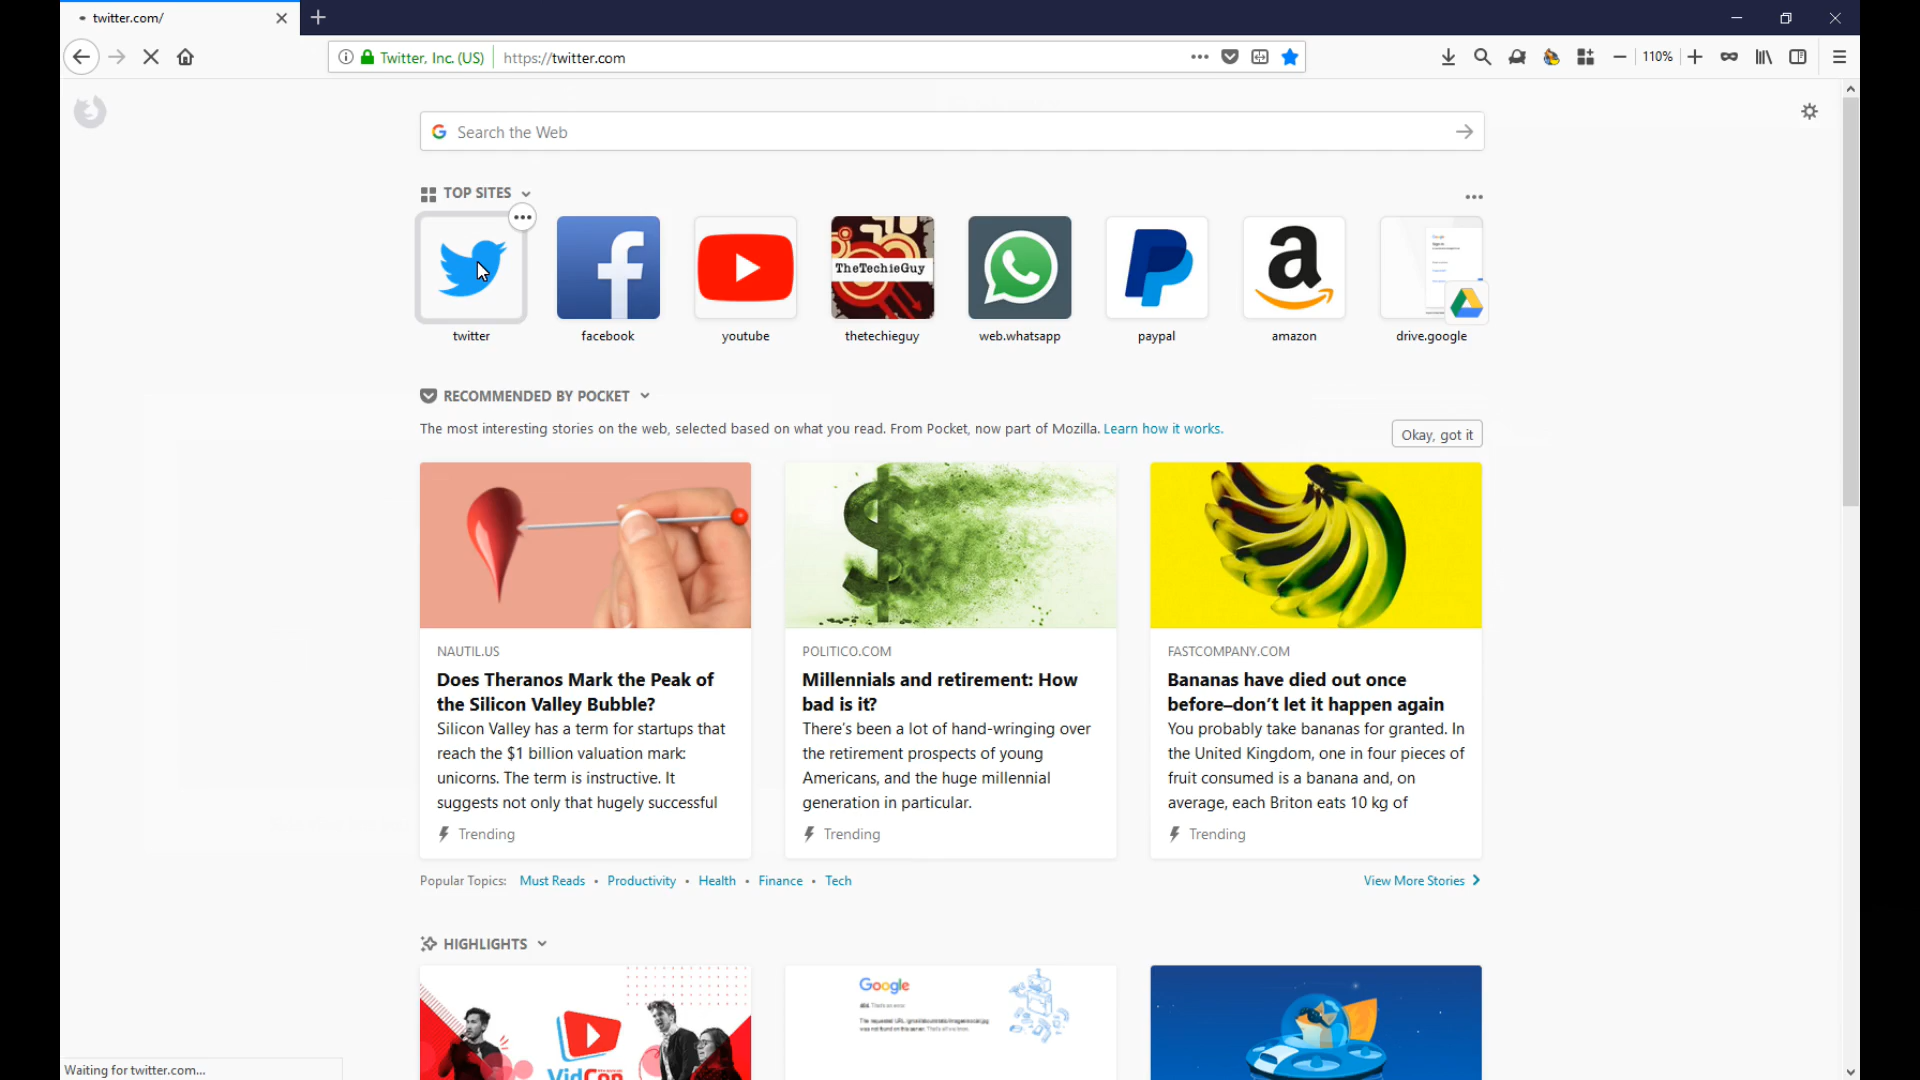 twitter.com/
Twitter, Inc. (US)
https://twitter.com
110%
Search the Web
TOP SITES
TheTechieGuy
twitter
facebook
youtube
thetechieguy
web.whatsapp
paypal
amazon
drive.google
RECOMMENDED BY POCKET
The most interesting stories on the web, selected based on what you read. From Pocket, now part of Mozilla. Learn how it works.
Okay, got it
NAUTIL.US
Does Theranos Mark the Peak of
the Silicon Valley Bubble?
Silicon Valley has a term for startups that
reach the $1 billion valuation mark:
unicorns. The term is instructive. It
suggests not only that hugely successful
Trending
POLITICO.COM
Millennials and retirement: How
bad is it?
There's been a lot of hand-wringing over
the retirement prospects of young
Americans, and the huge millennial
generation in particular.
Trending
FASTCOMPANY.COM
Bananas have died out once
before–don't let it happen again
You probably take bananas for granted. In
the United Kingdom, one in four pieces of
fruit consumed is a banana and, on
average, each Briton eats 10 kg of
Trending
Popular Topics: Must Reads • Productivity • Health • Finance • Tech
View More Stories
HIGHLIGHTS
VidCon
Google
Waiting for twitter.com...